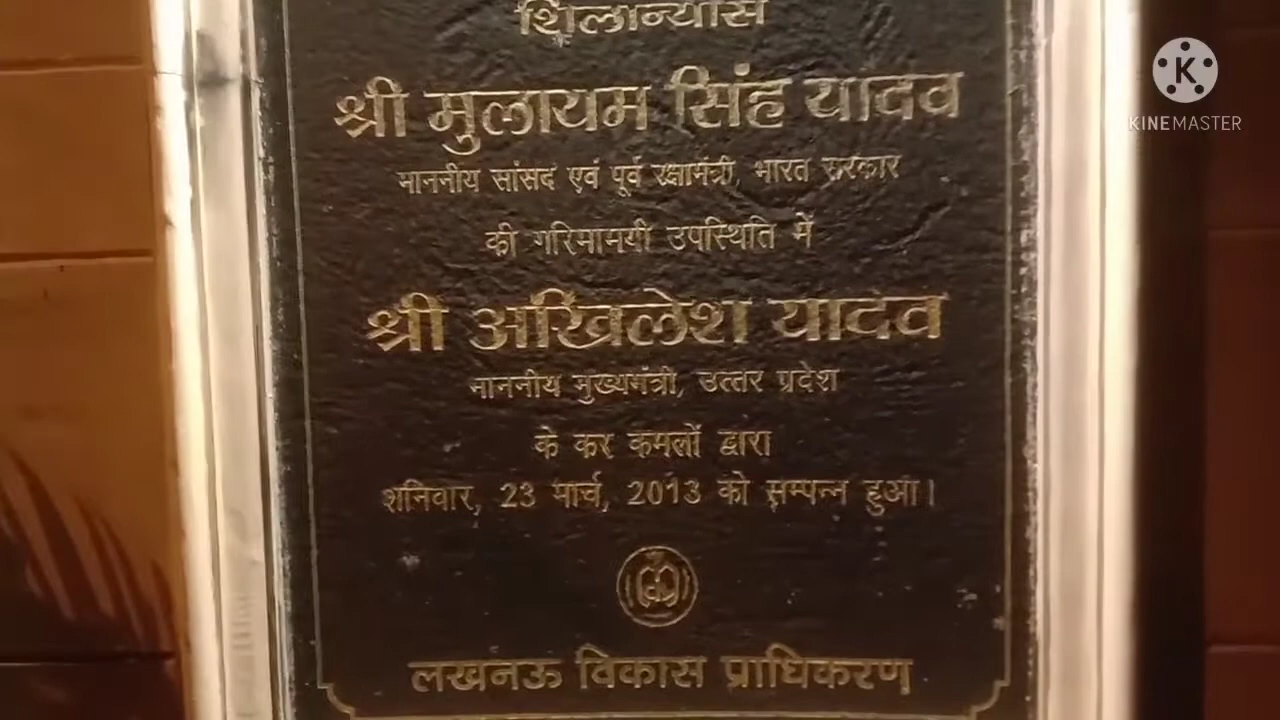 शिलान्यास
श्री मुलायम सिंह यादव
माननीय सांसद एवं पूर्व रक्षामंत्री, भारत सरकार
की गरिमामयी उपस्थिति में
श्री अखिलेश यादव
माननीय मुख्यमंत्री, उत्तर प्रदेश
के कर कमलों द्वारा
शनिवार, 23 मार्च, 2013 को सम्पन्न हुआ।
लखनऊ विकास प्राधिकरण
K
KINEMASTER